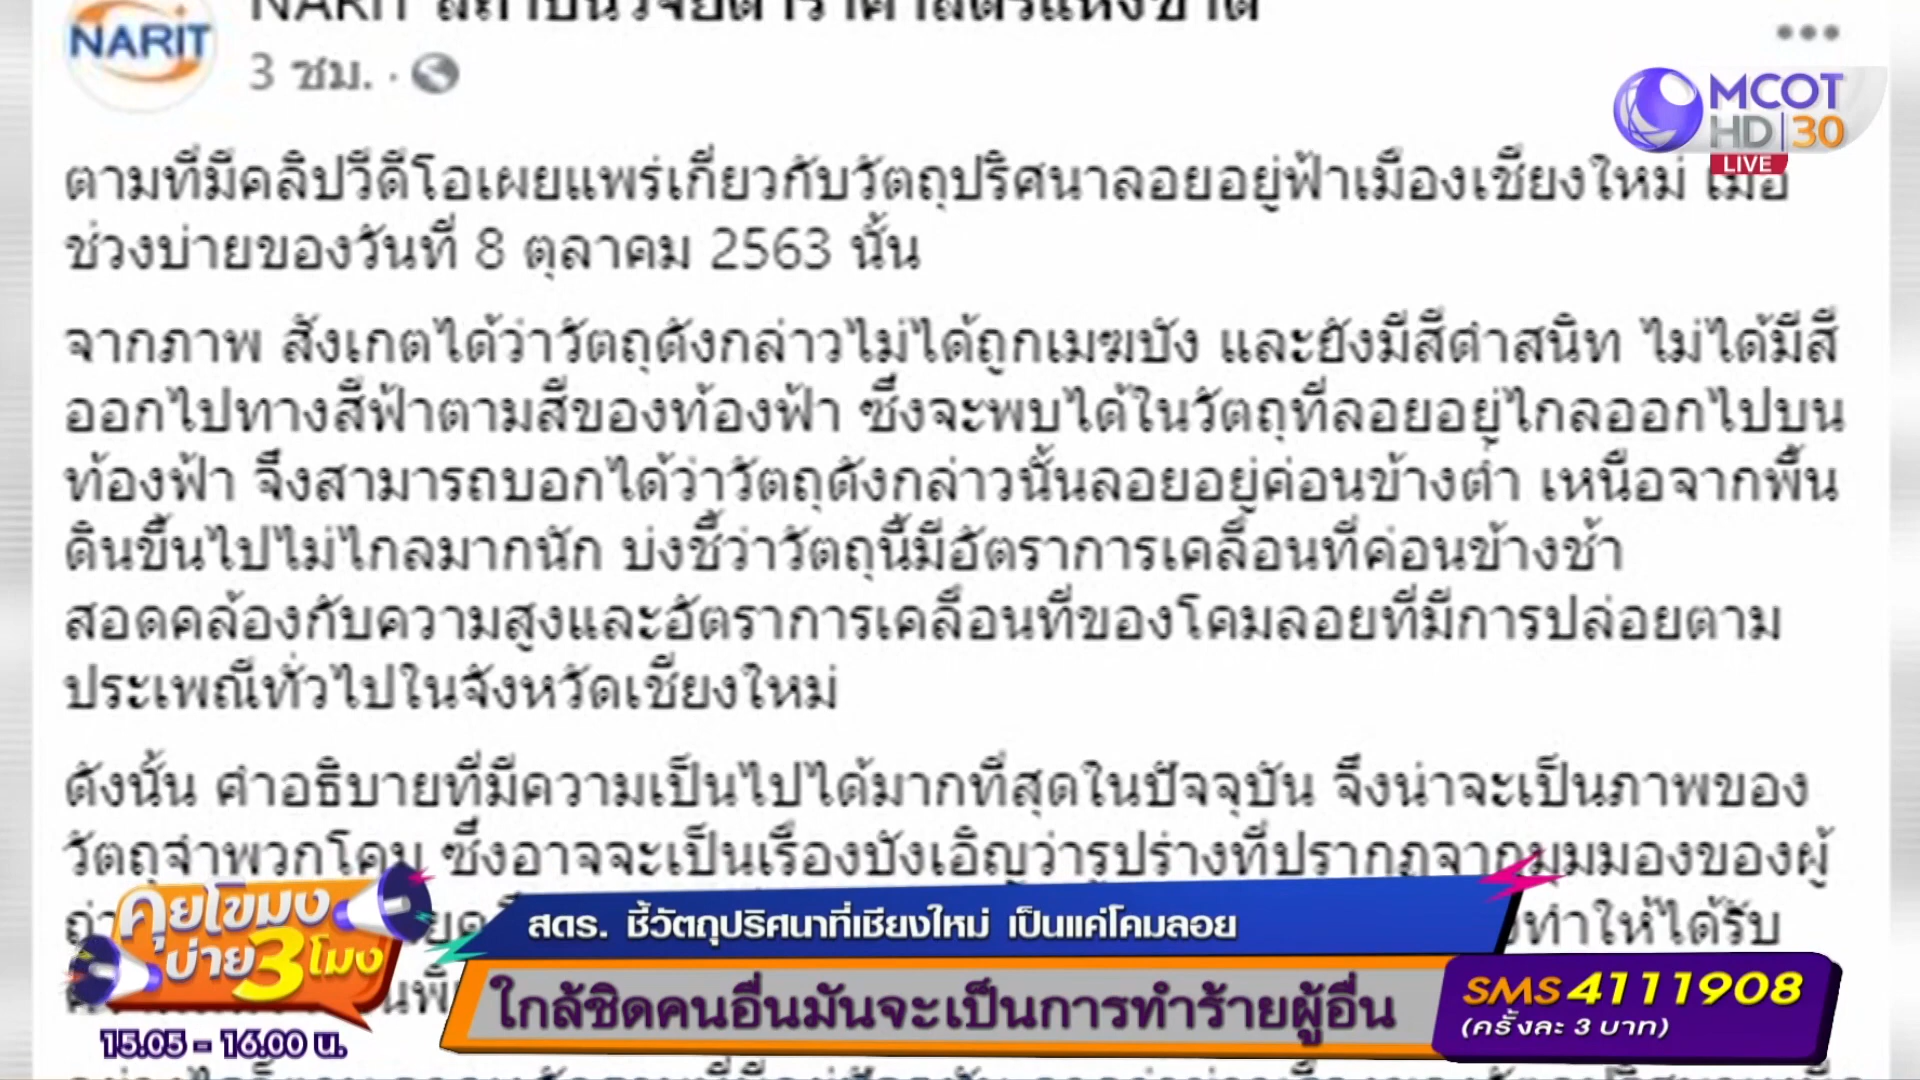 NARIT สถาบันวิจัยดาราศาสตร์แห่งชาติ
NARIT
3 ชม. ·
MCOT
HD 30
LIVE
ตามที่มีคลิปวีดีโอเผยแพร่เกี่ยวกับวัตถุปริศนาลอยอยู่ฟ้าเมืองเชียงใหม่ เมื่อ
ช่วงบ่ายของวันที่ 8 ตุลาคม 2563 นั้น
จากภาพ สังเกตได้ว่าวัตถุดังกล่าวไม่ได้ถูกเมฆบัง และยังมีสีดำสนิท ไม่ได้มีสี
ออกไปทางสีฟ้าตามสีของท้องฟ้า ซึ่งจะพบได้ในวัตถุที่ลอยอยู่ไกลออกไปบน
ท้องฟ้า จึงสามารถบอกได้ว่าวัตถุดังกล่าวนั้นลอยอยู่ค่อนข้างต่ำ เหนือจากพื้น
ดินขึ้นไปไม่ไกลมากนัก บ่งชี้ว่าวัตถุนี้มีอัตราการเคลื่อนที่ค่อนข้างช้า
สอดคล้องกับความสูงและอัตราการเคลื่อนที่ของโคมลอยที่มีการปล่อยตาม
ประเพณีทั่วไปในจังหวัดเชียงใหม่
ดังนั้น คำอธิบายที่มีความเป็นไปได้มากที่สุดในปัจจุบัน จึงน่าจะเป็นภาพของ
วัตถุจำพวกโคม ซึ่งอาจจะเป็นเรื่องบังเอิญว่ารูปร่างที่ปรากฏจากมุมมองของผู้
ทำให้ได้รับ
คุยโขมง
บ่าย 3 โมง
15.05 - 16.00 น.
สดร. ชี้วัตถุปริศนาที่เชียงใหม่ เป็นแค่โคมลอย
ใกล้ชิดคนอื่นมันจะเป็นการทำร้ายผู้อื่น
SMS 4111908
(ครั้งละ 3 บาท)